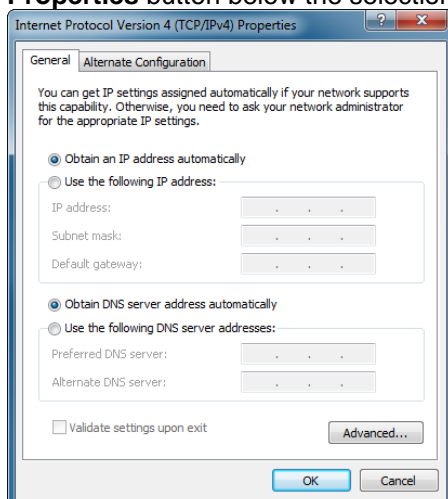 Properties button below the selection
Internet Protocol Version 4 (TCP/IPv4) Properties
General Alternate Configuration
You can get IP settings assigned automatically if your network supports
this capability. Otherwise, you need to ask your network administrator
for the appropriate IP settings.
Obtain an IP address automatically
Use the following IP address:
IP address:
Subnet mask:
Default gateway:
Obtain DNS server address automatically
Use the following DNS server addresses:
Preferred DNS server:
Alternate DNS server:
Validate settings upon exit
Advanced...
OK Cancel